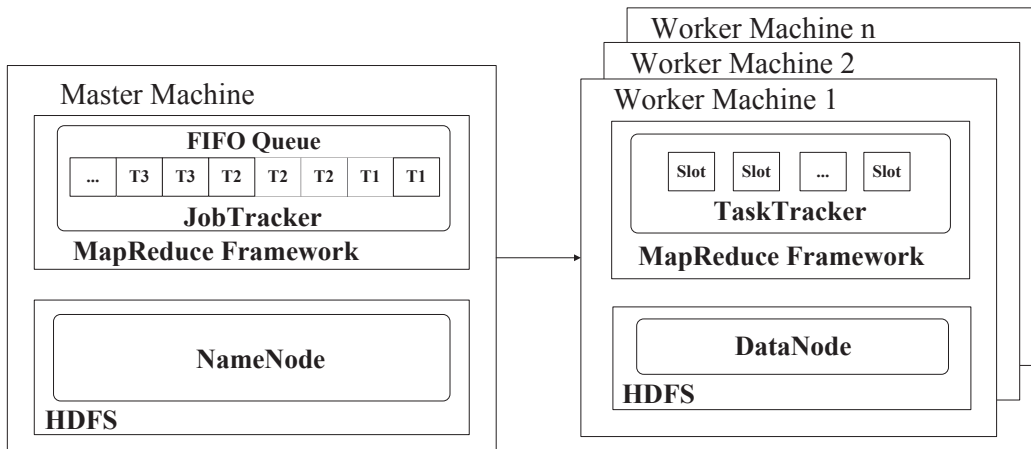 Master Machine
FIFO Queue
... T3 T3 T2 T2 T2 T1 T1
JobTracker
MapReduce Framework
NameNode
HDFS
Worker Machine n
Worker Machine 2
Worker Machine 1
Slot Slot ... Slot
TaskTracker
MapReduce Framework
DataNode
HDFS